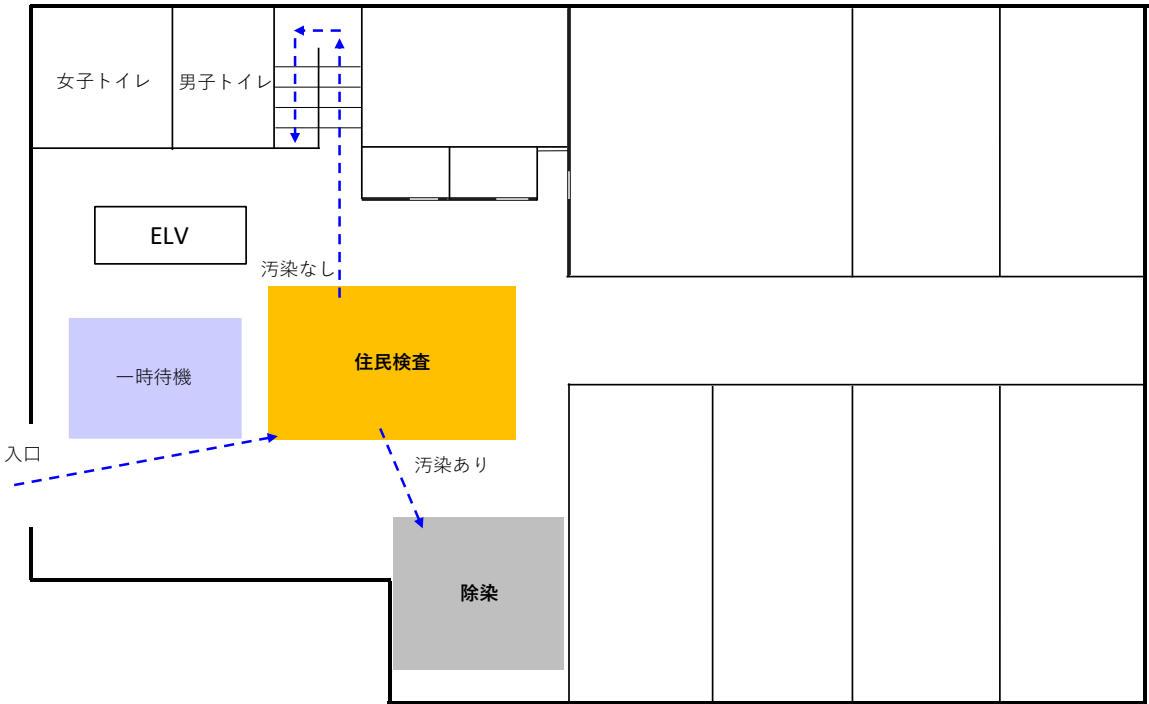 女子トイレ
男子トイレ
ELV
汚染なし
住民検査
一時待機
入口
汚染あり
除染